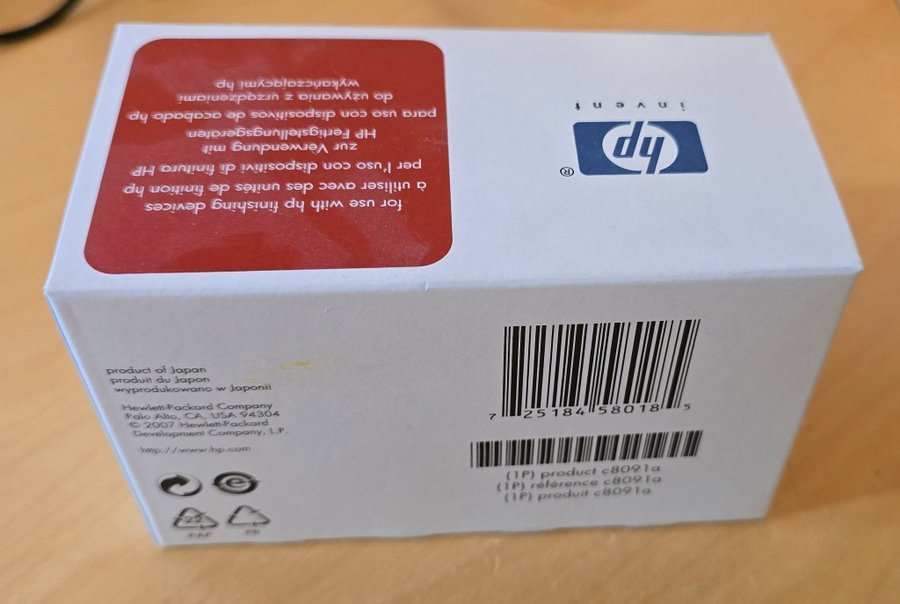 for use with hp finishing devices
à utiliser avec des unités de finition hp
per l'uso con dispositivi di finitura HP
zur Verwendung mit
HP Fertigstellungsgeräten
para uso con dispositivos de acabado hp
do używania z urządzeniami
wykańczającymi hp
hp ®
invent
product of Japan
produit du Japon
wyprodukowano w Japonii
Hewlett-Packard Company
Palo Alto, CA, USA 94304
© 2007 Hewlett-Packard
Development Company, L.P.
http://www.hp.com
7 25184 58018 5
(1P) product c8091a
(1P) référence c8091a
(1P) produit c8091a